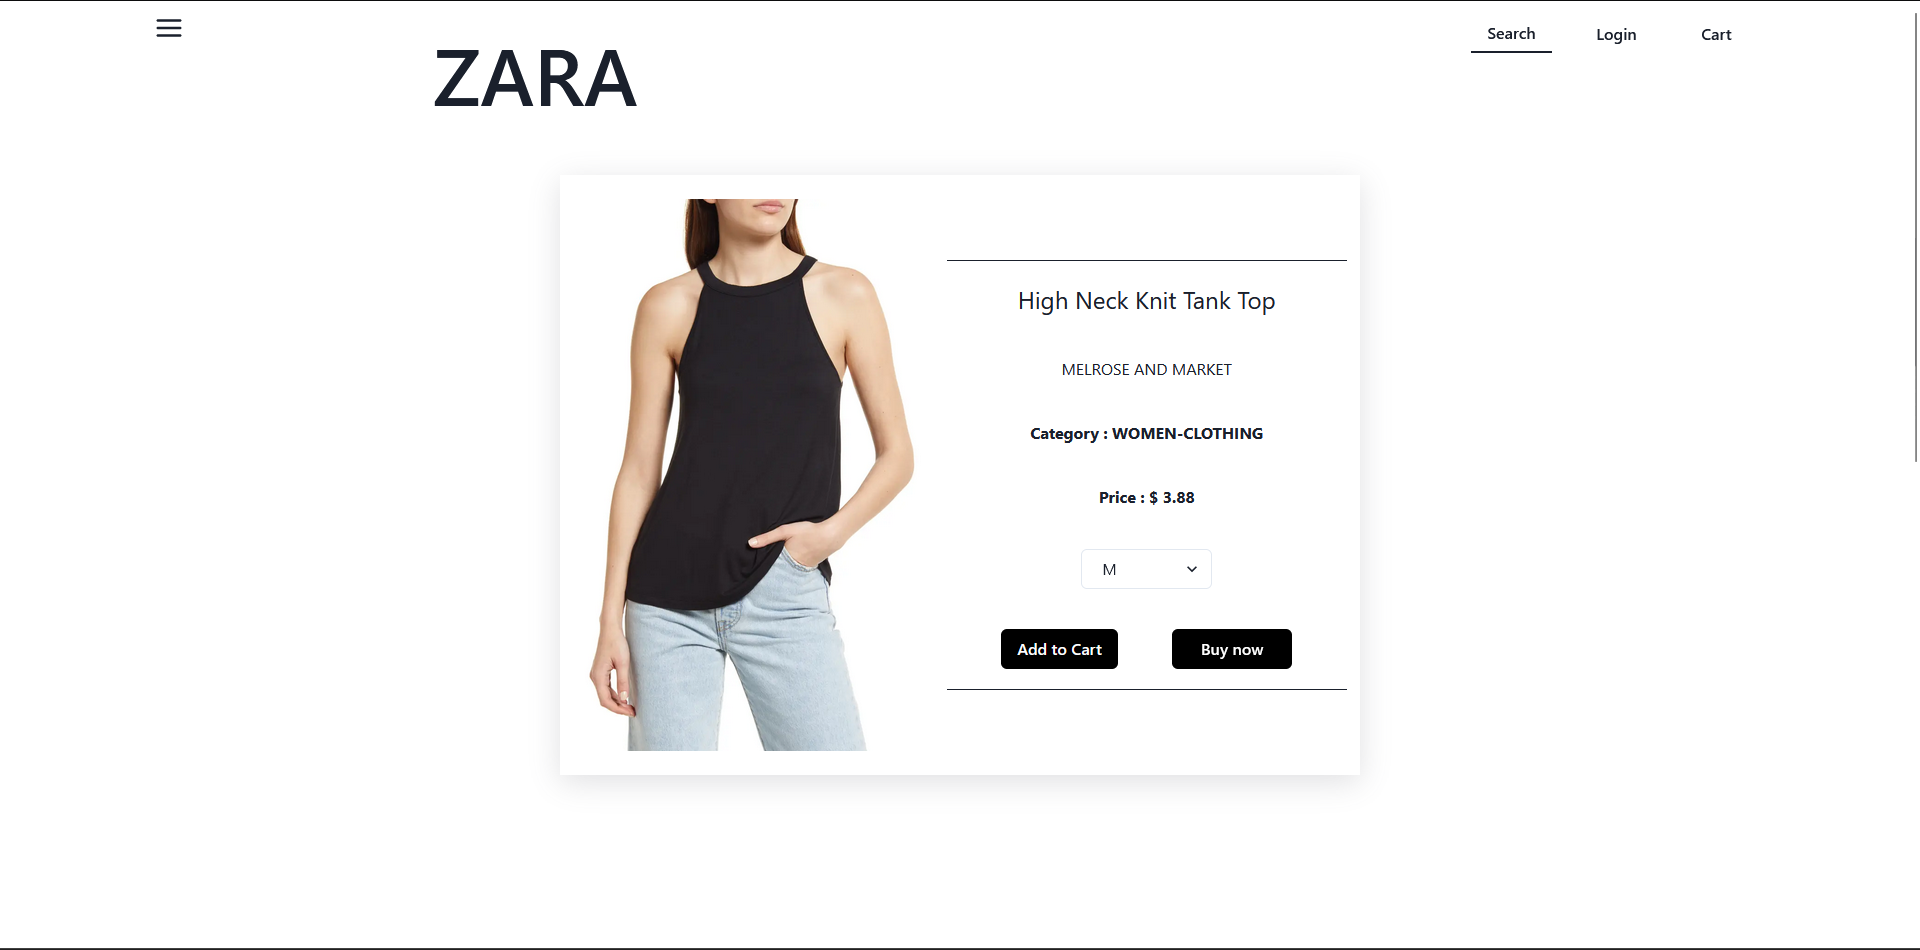 Search Login Cart
ZARA
High Neck Knit Tank Top
MELROSE AND MARKET
Category : WOMEN-CLOTHING
Price : $ 3.88
M
Add to Cart Buy now